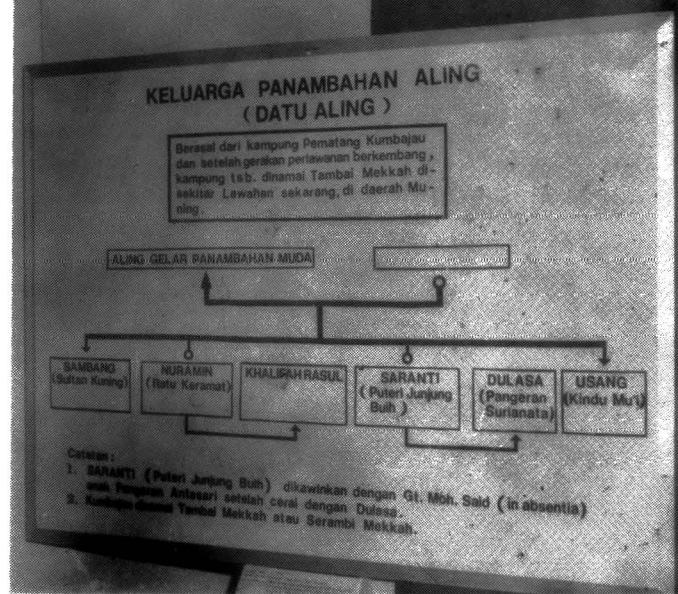 KELUARGA PANAMBAHAN ALING
( DATU ALING )
Berasal dari kampung Pematang Kumbajau
dan setelah gerakan perlawanan berkembang,
kampung tsb. dinamai Tambai Mekkah di-
sekitar Lawahan sekarang, di daerah Mu-
ning.
ALING GELAR PANAMBAHAN MUDA
SAMBANG
(Sultan Kuning)
NURAMIN
(Ratu Keramat)
KHALIFAH RASUL
SARANTI
( Puteri Junjung
Buih )
DULASA
(Pangeran
Surianata)
USANG
(Kindu Mu'i)
Catatan :
1. SARANTI ( Puteri Junjung Buih ) dikawinkan dengan Gt. Moh. Said ( in absentia )
anak Pangeran Antasari setelah cerai dengan Dulasa.
2. Kumbajau dinamai Tambai Mekkah atau Serambi Mekkah.